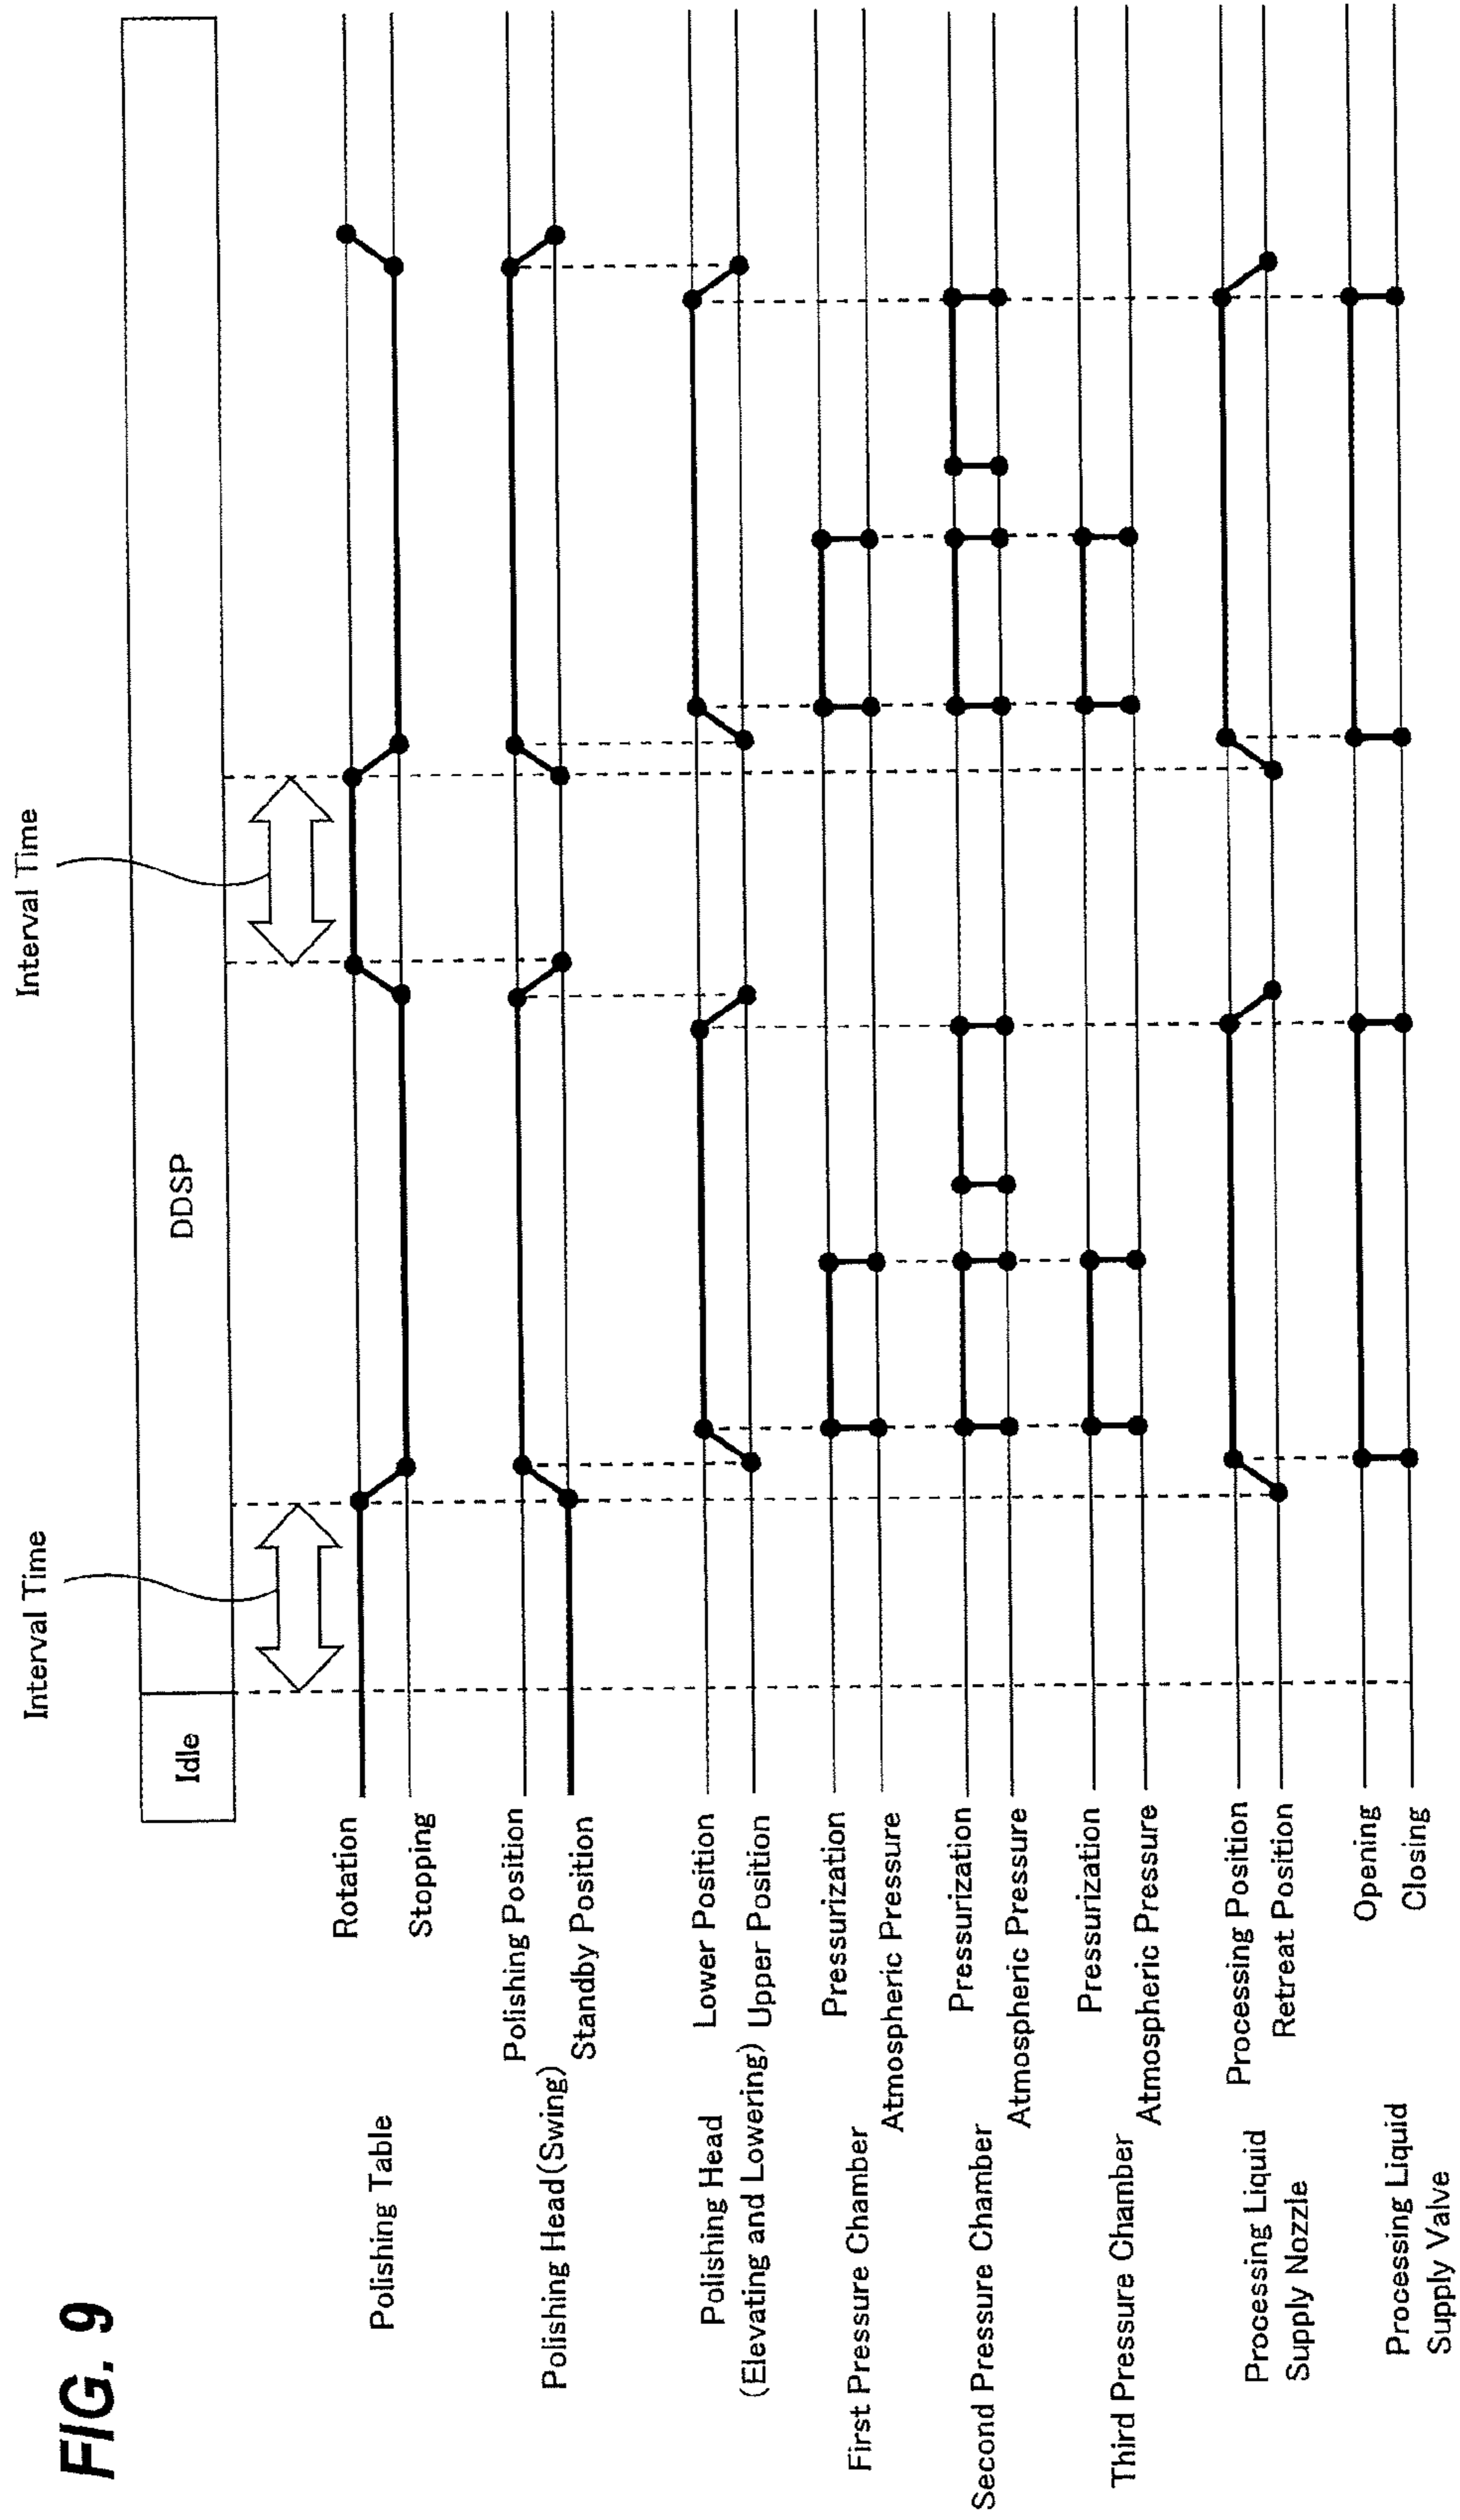 FIG. 9
Interval Time
Interval Time
Idle
DDSP
Polishing Table
Rotation
Stopping
Polishing Head(Swing)
Polishing Position
Standby Position
Polishing Head
(Elevating and Lowering)
Lower Position
Upper Position
First Pressure Chamber
Pressurization
Atmospheric Pressure
Second Pressure Chamber
Pressurization
Atmospheric Pressure
Third Pressure Chamber
Pressurization
Atmospheric Pressure
Processing Liquid
Supply Nozzle
Processing Position
Retreat Position
Processing Liquid
Supply Valve
Opening
Closing